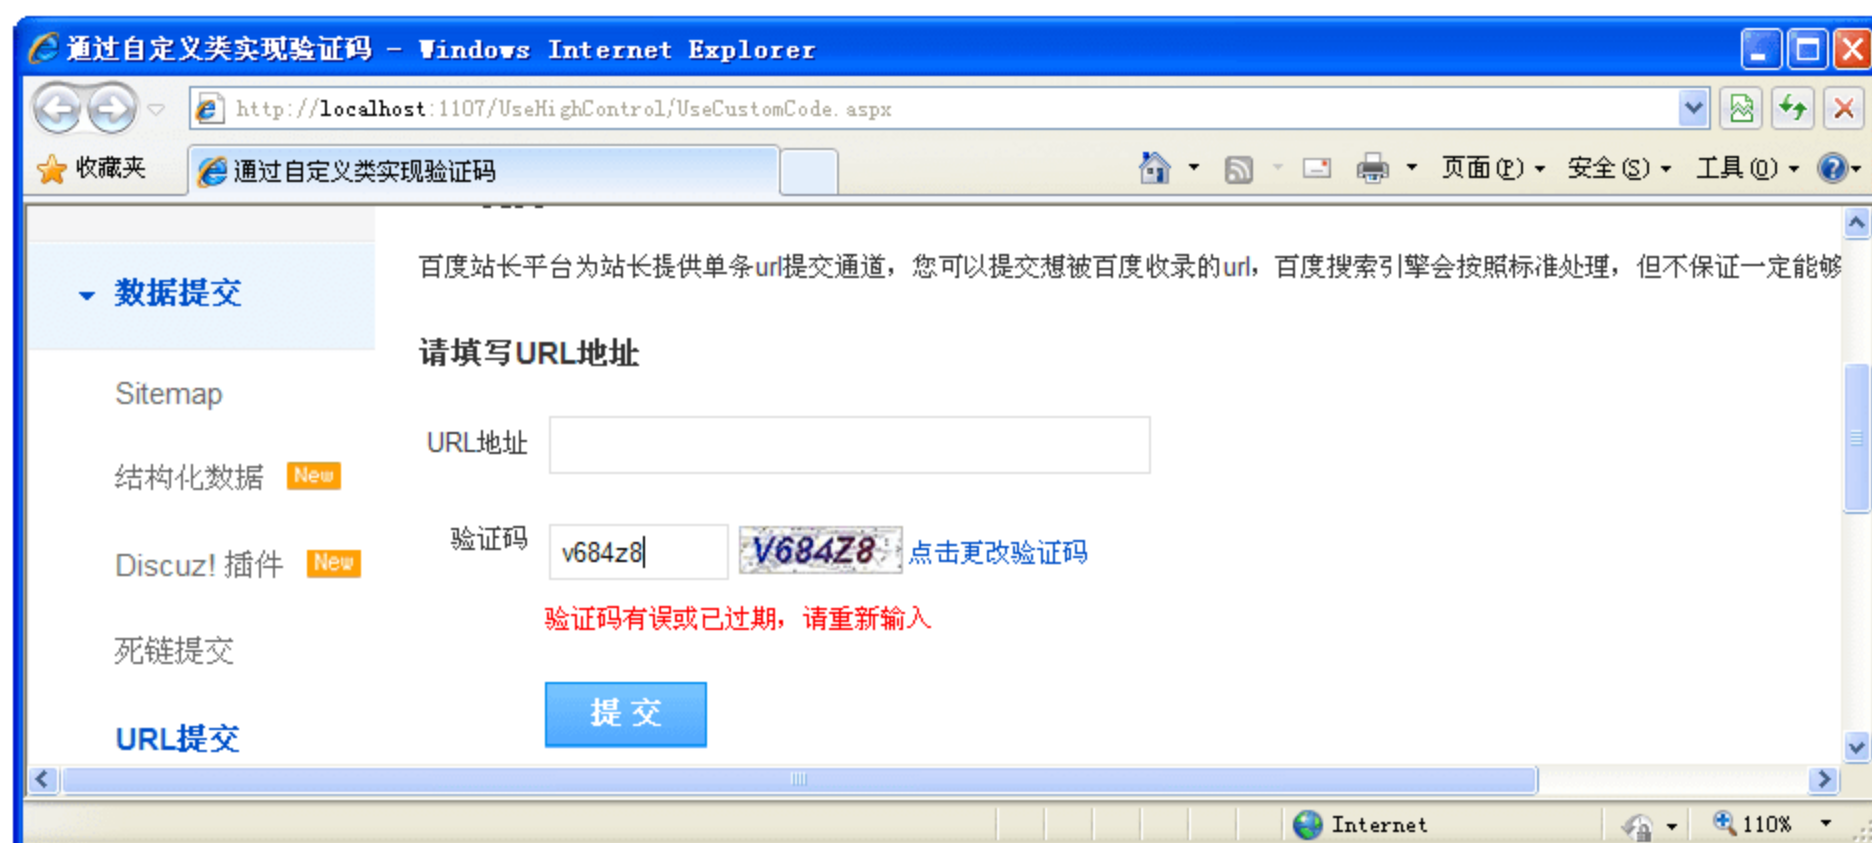 通过自定义类实现验证码 - Windows Internet Explorer
http://localhost:1107/UseHighControl/UseCustomCode.aspx
收藏夹 通过自定义类实现验证码 页面(P) 安全(S) 工具(O)
百度站长平台为站长提供单条url提交通道，您可以提交想被百度收录的url，百度搜索引擎会按照标准处理，但不保证一定能够
数据提交
请填写URL地址
Sitemap
URL地址
结构化数据 New
验证码 v684z8 V684Z8 点击更改验证码
Discuz! 插件 New
验证码有误或已过期，请重新输入
死链提交
提 交
URL提交
Internet 110%